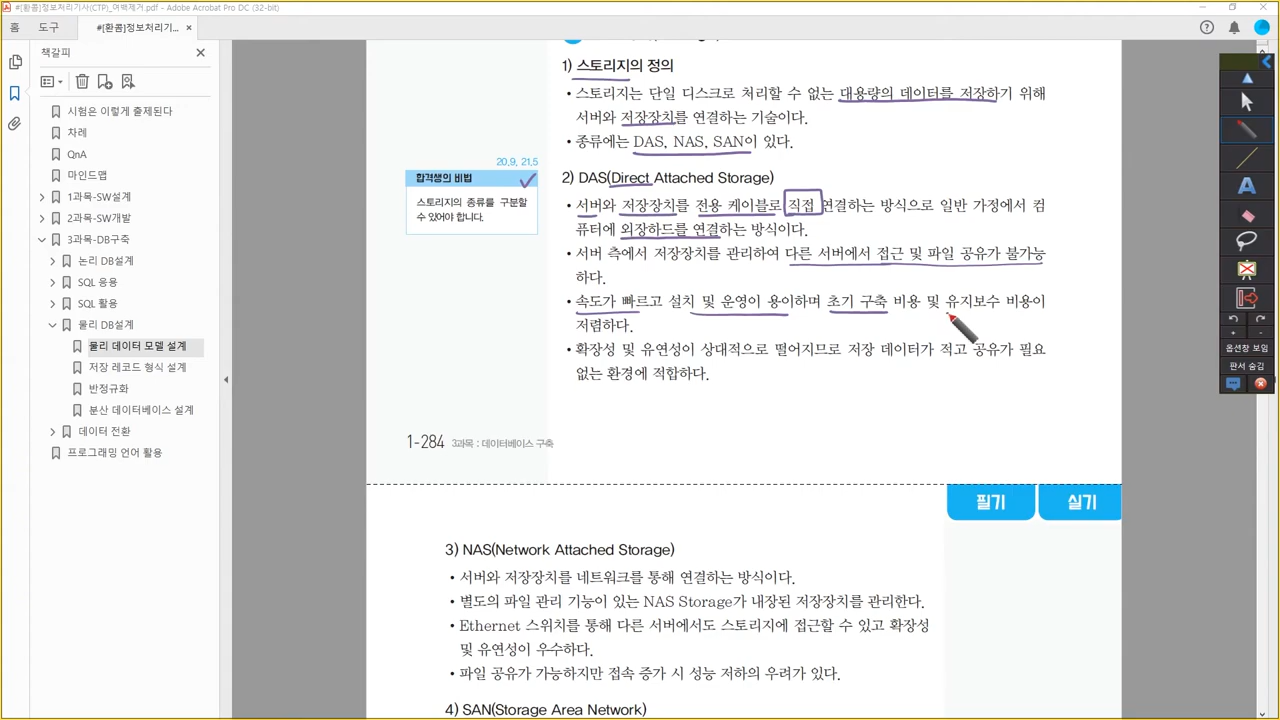 #[환콤]정보처리기사(CTP)_여백제거.pdf - Adobe Acrobat Pro DC (32-bit)
홈 도구 #[환콤]정보처리기... ×
책갈피
시험은 이렇게 출제된다
차례
QnA
마인드맵
1과목-SW설계
2과목-SW개발
3과목-DB구축
논리 DB설계
SQL 응용
SQL 활용
물리 DB설계
물리 데이터 모델 설계
저장 레코드 형식 설계
반정규화
분산 데이터베이스 설계
데이터 전환
프로그래밍 언어 활용
1) 스토리지의 정의
• 스토리지는 단일 디스크로 처리할 수 없는 대용량의 데이터를 저장하기 위해
서버와 저장장치를 연결하는 기술이다.
• 종류에는 DAS, NAS, SAN이 있다.
20.9, 21.5
합격생의 비법
스토리지의 종류를 구분할
수 있어야 합니다.
2) DAS(Direct Attached Storage)
• 서버와 저장장치를 전용 케이블로 직접 연결하는 방식으로 일반 가정에서 컴
퓨터에 외장하드를 연결하는 방식이다.
• 서버 측에서 저장장치를 관리하여 다른 서버에서 접근 및 파일 공유가 불가능
하다.
• 속도가 빠르고 설치 및 운영이 용이하며 초기 구축 비용 및 유지보수 비용이
저렴하다.
• 확장성 및 유연성이 상대적으로 떨어지므로 저장 데이터가 적고 공유가 필요
없는 환경에 적합하다.
1-284 3과목 : 데이터베이스 구축
필기 실기
3) NAS(Network Attached Storage)
• 서버와 저장장치를 네트워크를 통해 연결하는 방식이다.
• 별도의 파일 관리 기능이 있는 NAS Storage가 내장된 저장장치를 관리한다.
• Ethernet 스위치를 통해 다른 서버에서도 스토리지에 접근할 수 있고 확장성
및 유연성이 우수하다.
• 파일 공유가 가능하지만 접속 증가 시 성능 저하의 우려가 있다.
4) SAN(Storage Area Network)
옵션창 보임
판서 숨김